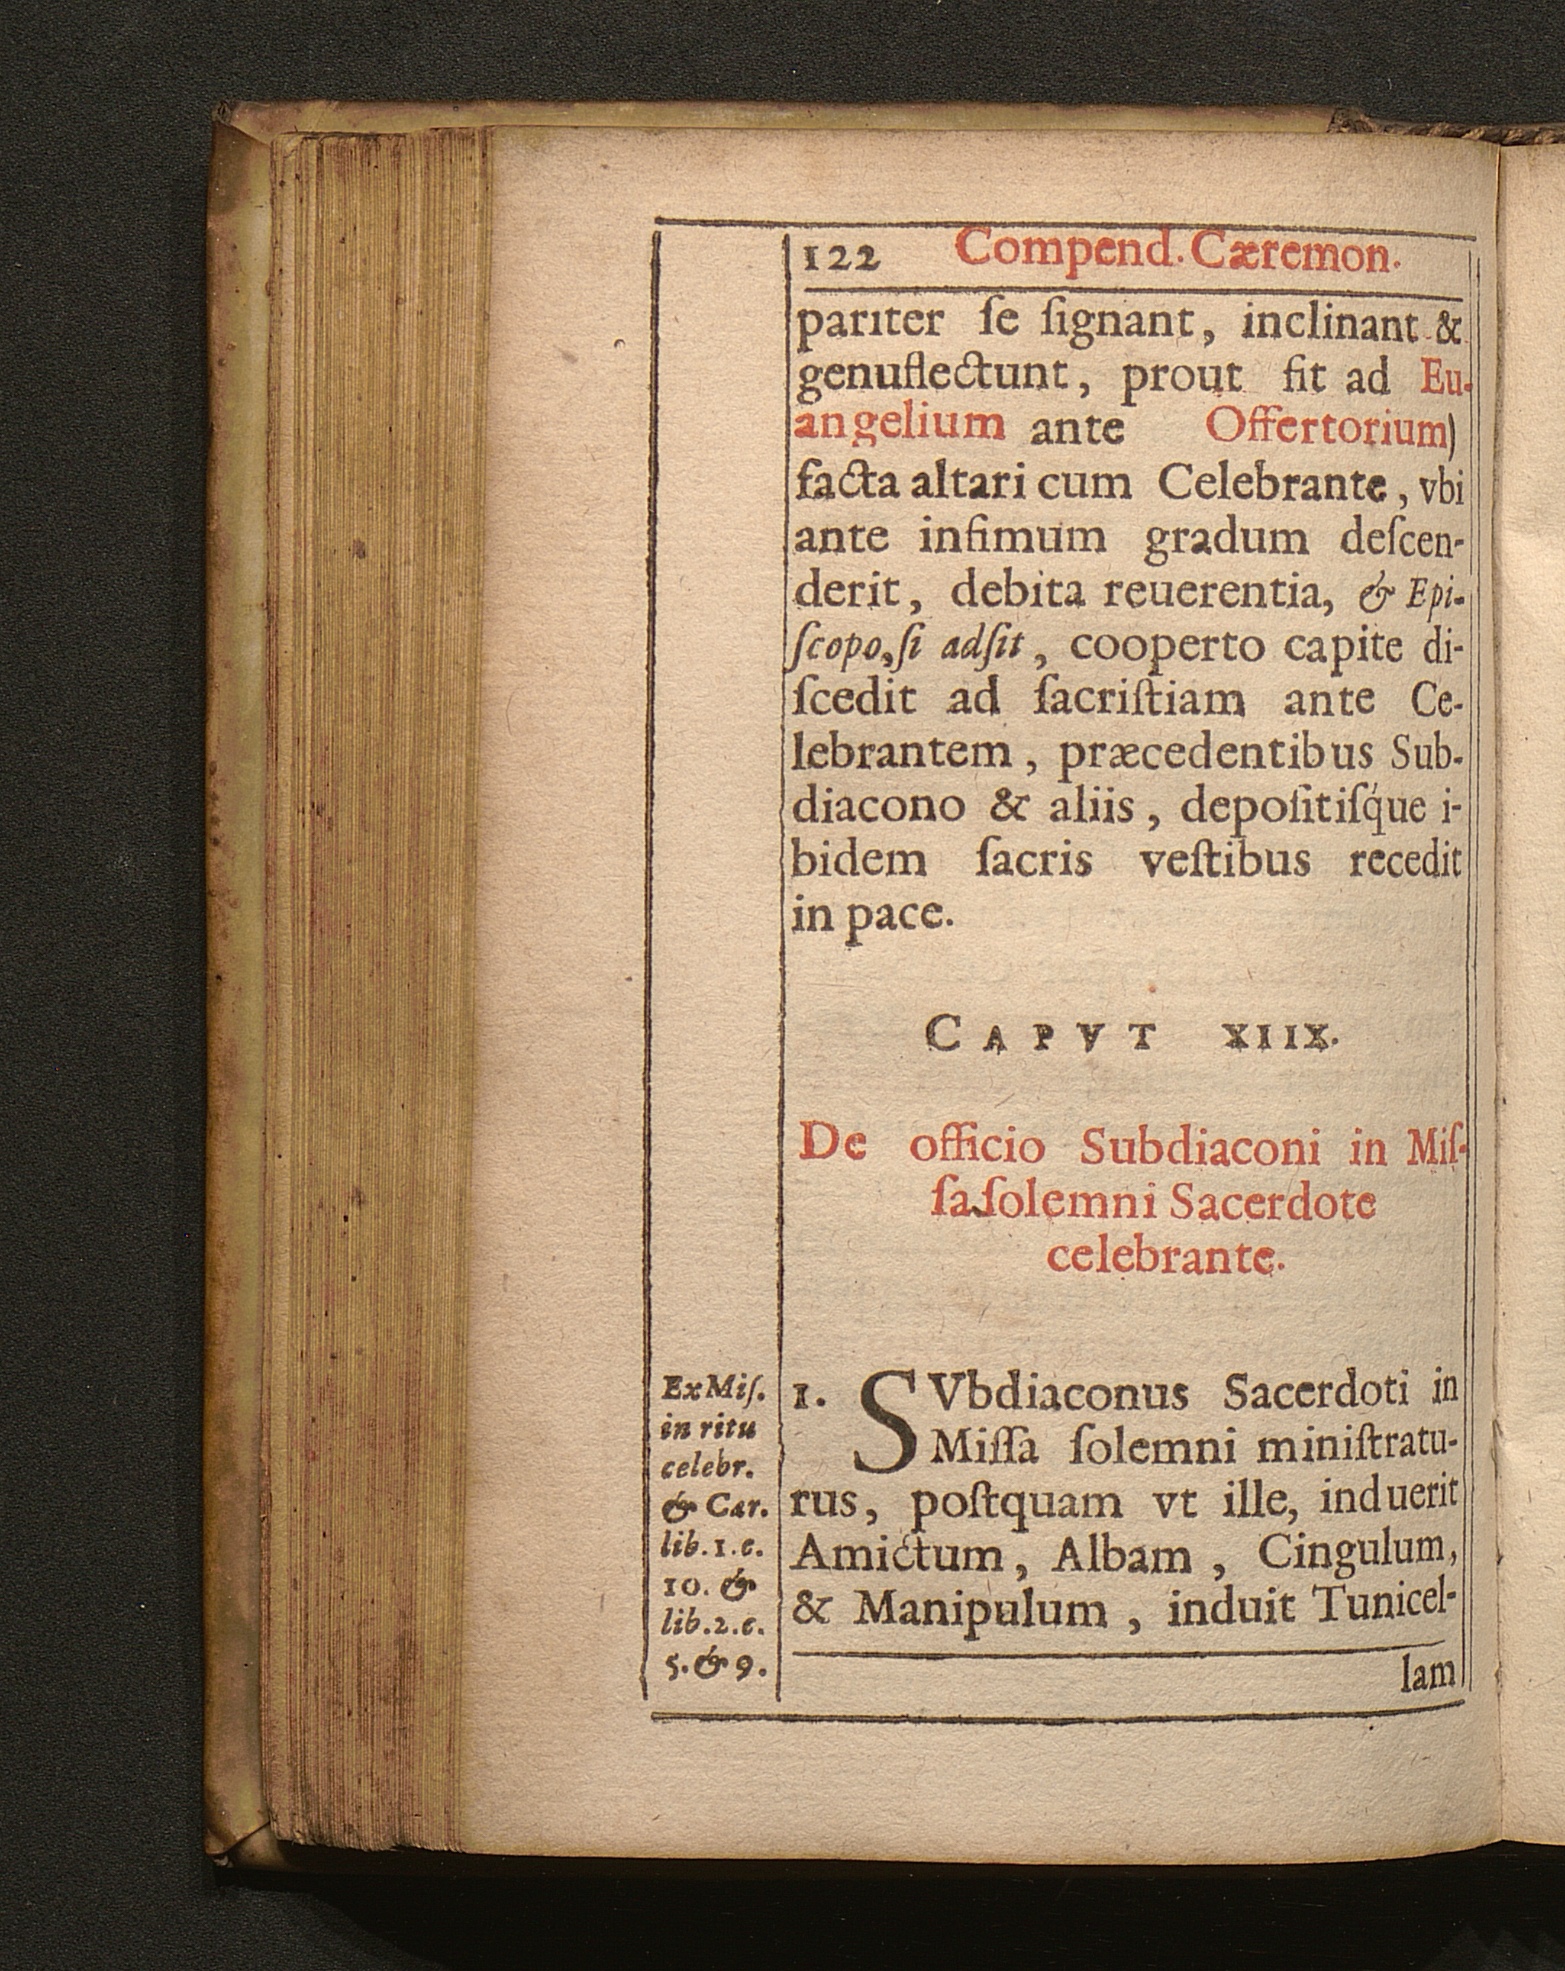 122 Compend. Cæremon.
pariter ſe ſignant, inclinant &
genuflectunt, prout fit ad Eu-
angelium ante Offertorium)
facta altari cum Celebrante, vbi
ante infimum gradum deſcen-
derit, debita reuerentia, & Epi-
ſcopo, ſi adſit, cooperto capite di-
ſcedit ad ſacriſtiam ante Ce-
lebrantem, præcedentibus Sub-
diacono & aliis, depoſitiſq́ue i-
bidem ſacris veſtibus recedit
in pace.
CAPVT XIIX.
De officio Subdiaconi in Miſ-
ſa ſolemni Sacerdote
celebrante.
Ex Miſ.
in ritu
celebr.
& Cær.
lib. 1. c.
10. &
lib. 2. c.
5. & 9.
1. SVbdiaconus Sacerdoti in
Miſſa ſolemni miniſtratu-
rus, poſtquam vt ille, induerit
Amictum, Albam, Cingulum,
& Manipulum, induit Tunicel-
lam